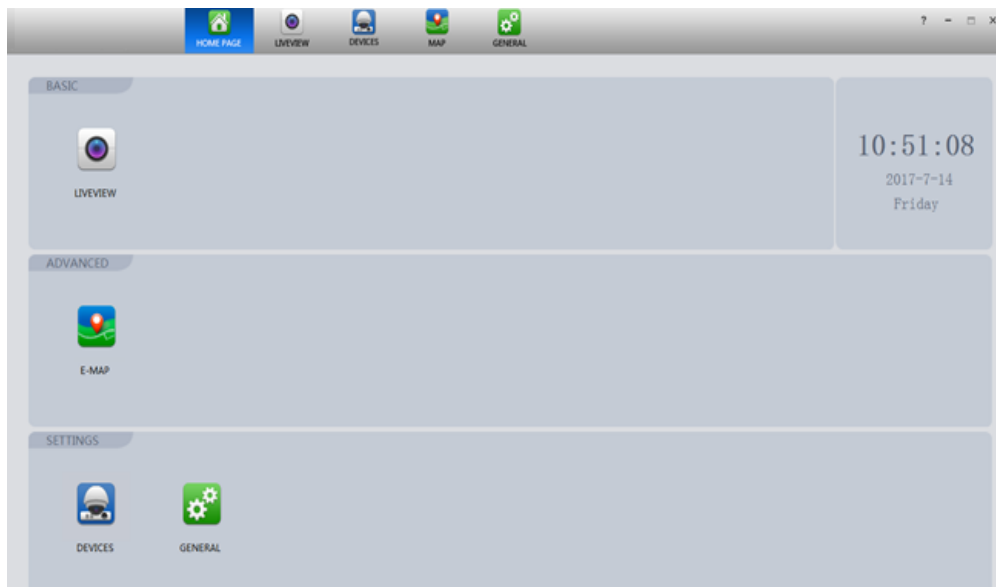 HOME PAGE LIVEVIEW DEVICES MAP GENERAL
?
BASIC
LIVEVIEW
10:51:08
2017-7-14
Friday
ADVANCED
E-MAP
SETTINGS
DEVICES GENERAL